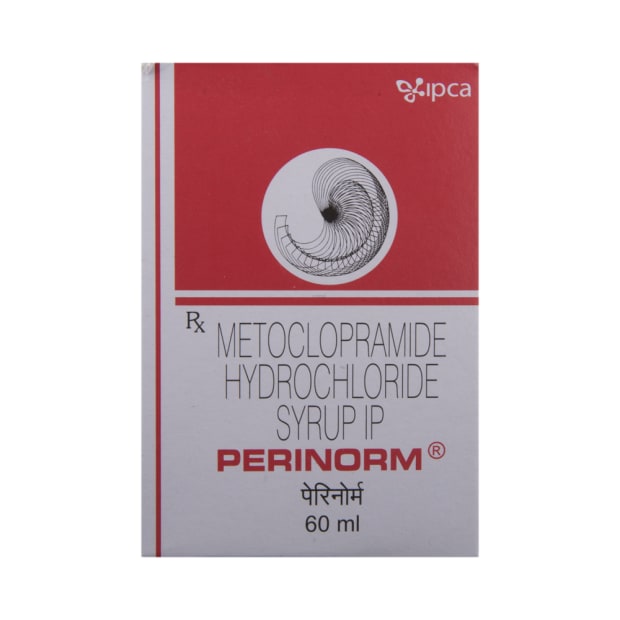 ipca
Rx METOCLOPRAMIDE
HYDROCHLORIDE
SYRUP IP
PERINORM®
पेरिनोर्म
60 ml